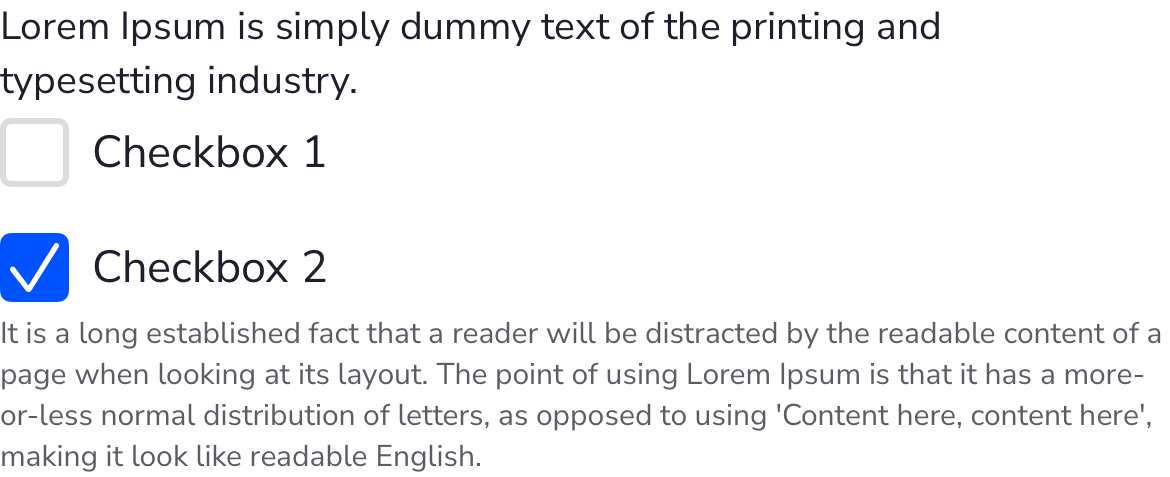 Lorem Ipsum is simply dummy text of the printing and
typesetting industry.
Checkbox 1
Checkbox 2
It is a long established fact that a reader will be distracted by the readable content of a
page when looking at its layout. The point of using Lorem Ipsum is that it has a more-
or-less normal distribution of letters, as opposed to using 'Content here, content here',
making it look like readable English.